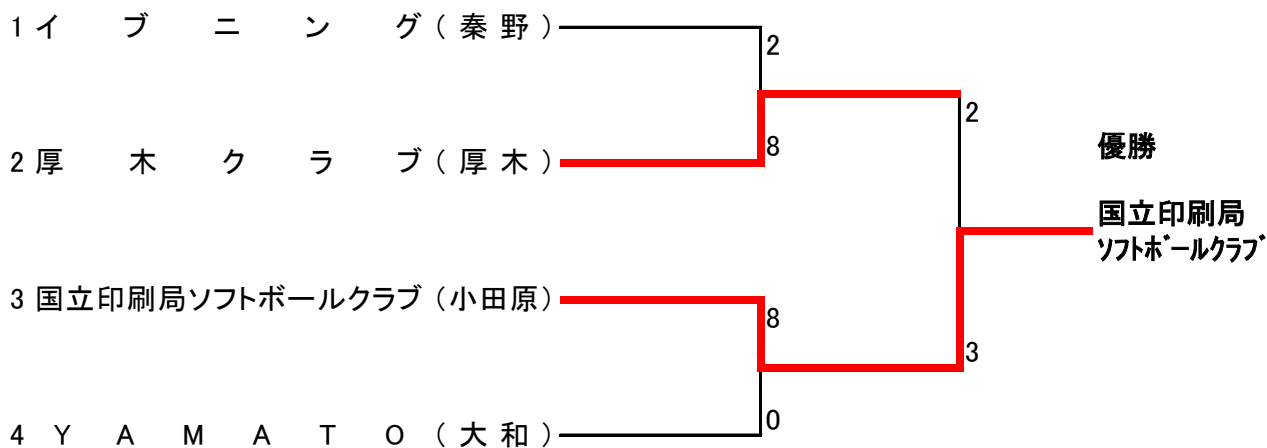 1 イブニング(秦野)
2
2 厚木クラブ(厚木)
8
2
優勝
国立印刷局
ソフトボールクラブ
3 国立印刷局ソフトボールクラブ(小田原)
8
3
4 YAMATO(大和)
0